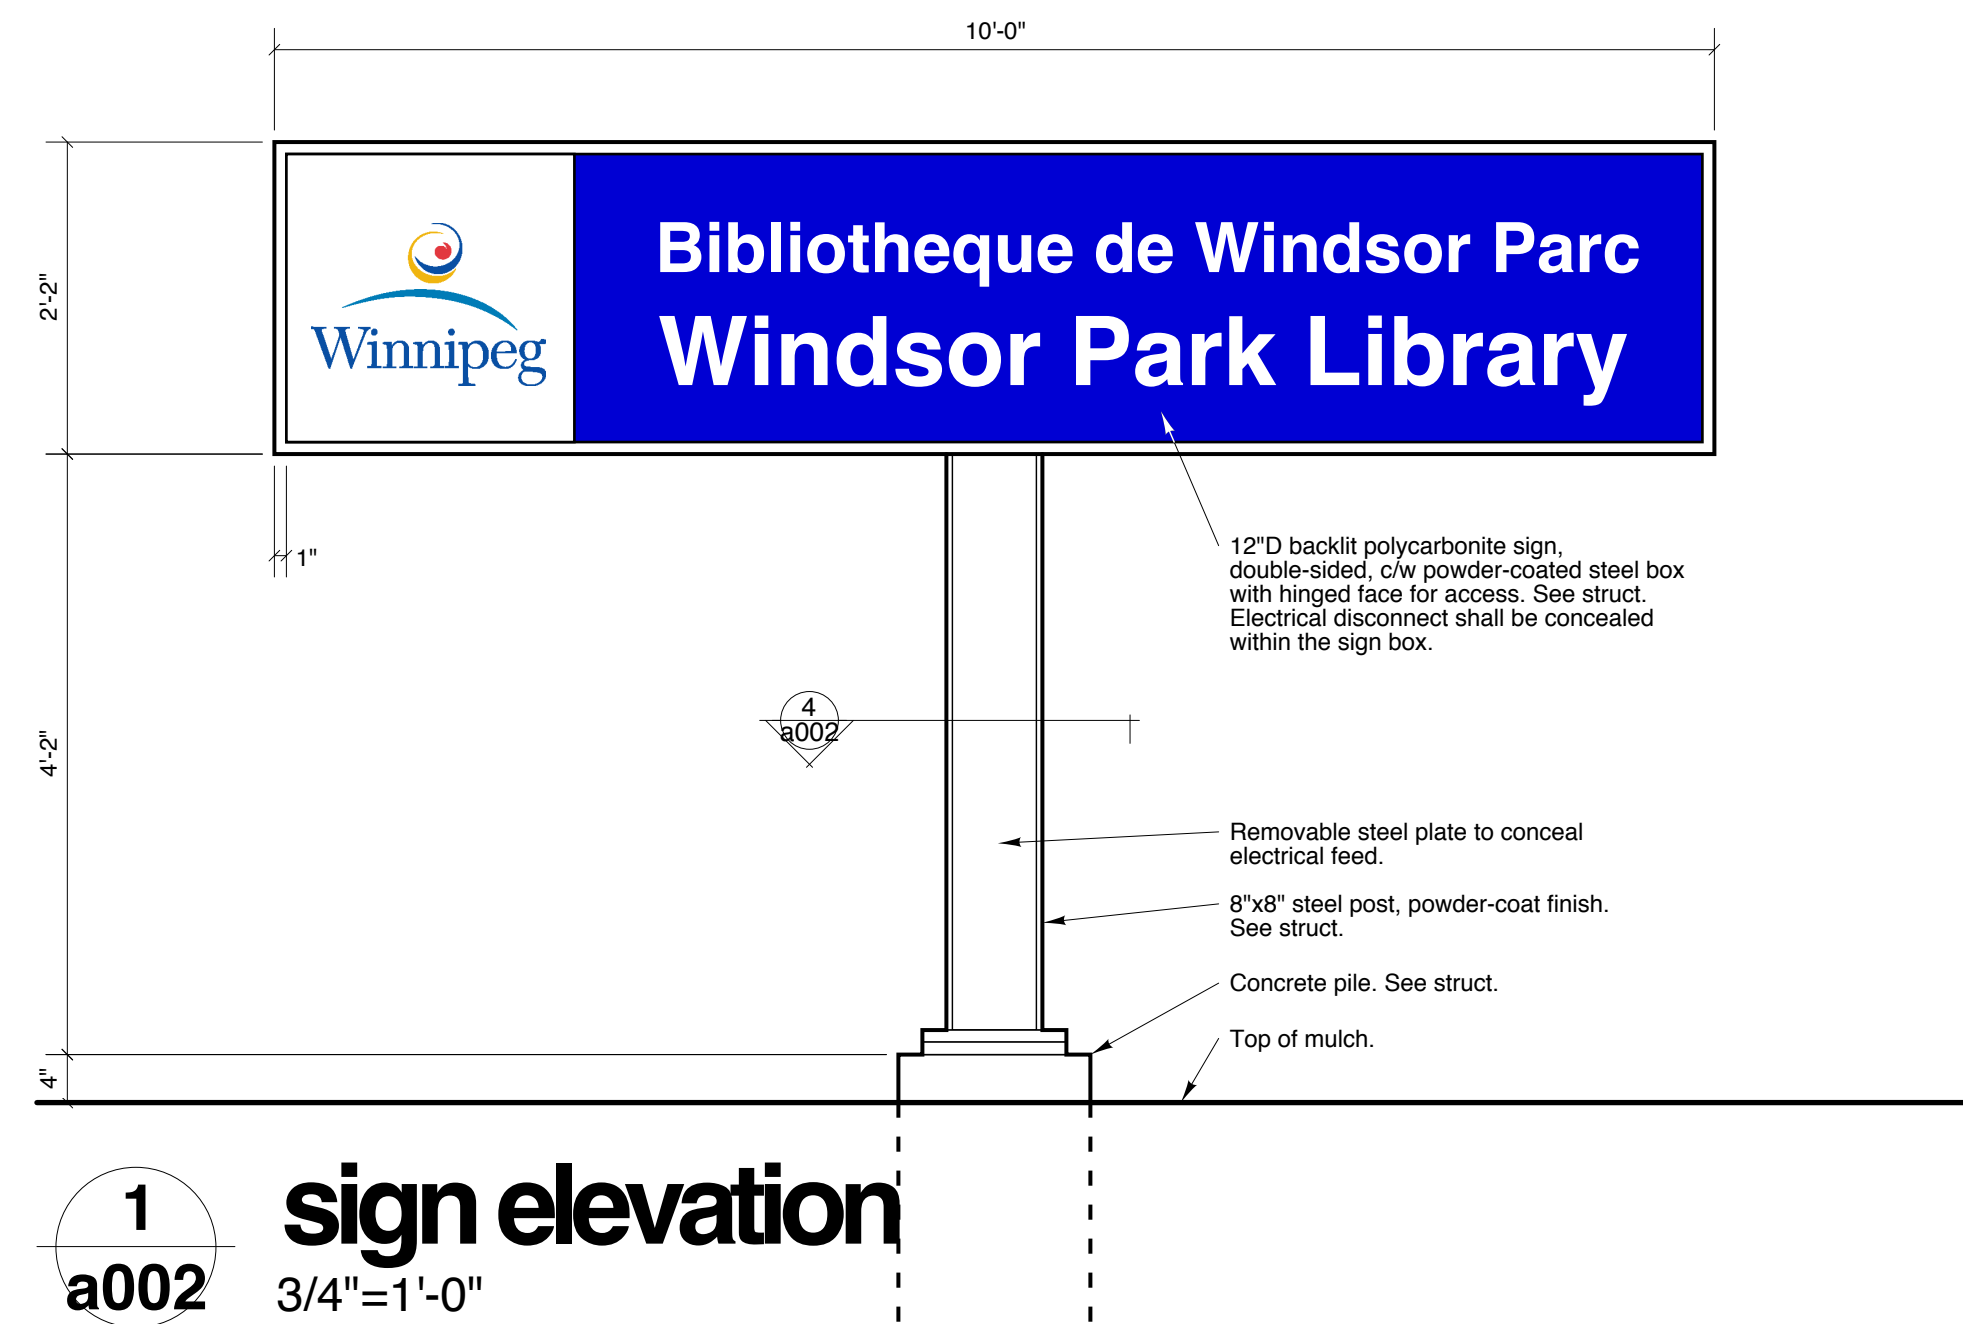 10'-0"
2'-2"
Winnipeg
Bibliotheque de Windsor Parc
Windsor Park Library
1"
12"D backlit polycarbonite sign,
double-sided, c/w powder-coated steel box
with hinged face for access. See struct.
Electrical disconnect shall be concealed
within the sign box.
4'-2"
4
a002
Removable steel plate to conceal
electrical feed.
8"x8" steel post, powder-coat finish.
See struct.
Concrete pile. See struct.
Top of mulch.
4"
1
a002
sign elevation
3/4"=1'-0"